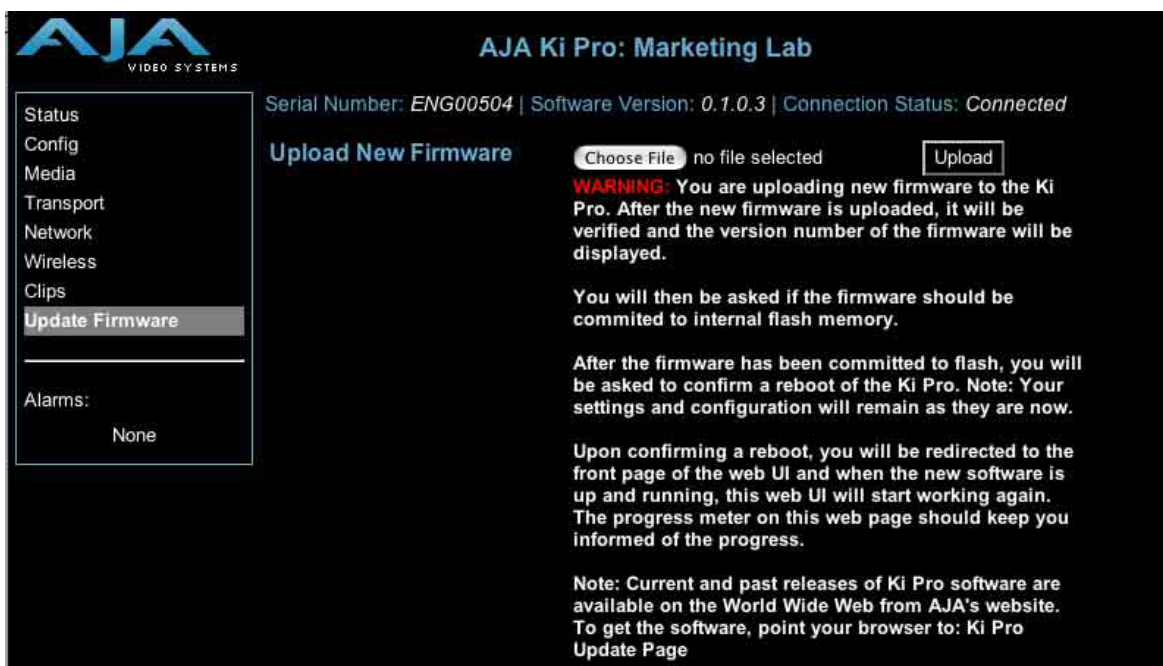 AJA
VIDEO SYSTEMS
AJA Ki Pro: Marketing Lab
Serial Number: ENG00504 | Software Version: 0.1.0.3 | Connection Status: Connected
Status
Config
Media
Transport
Network
Wireless
Clips
Update Firmware
Alarms:
None
Upload New Firmware
Choose File no file selected
Upload
WARNING: You are uploading new firmware to the Ki
Pro. After the new firmware is uploaded, it will be
verified and the version number of the firmware will be
displayed.
You will then be asked if the firmware should be
commited to internal flash memory.
After the firmware has been committed to flash, you will
be asked to confirm a reboot of the Ki Pro. Note: Your
settings and configuration will remain as they are now.
Upon confirming a reboot, you will be redirected to the
front page of the web UI and when the new software is
up and running, this web UI will start working again.
The progress meter on this web page should keep you
informed of the progress.
Note: Current and past releases of Ki Pro software are
available on the World Wide Web from AJA's website.
To get the software, point your browser to: Ki Pro
Update Page